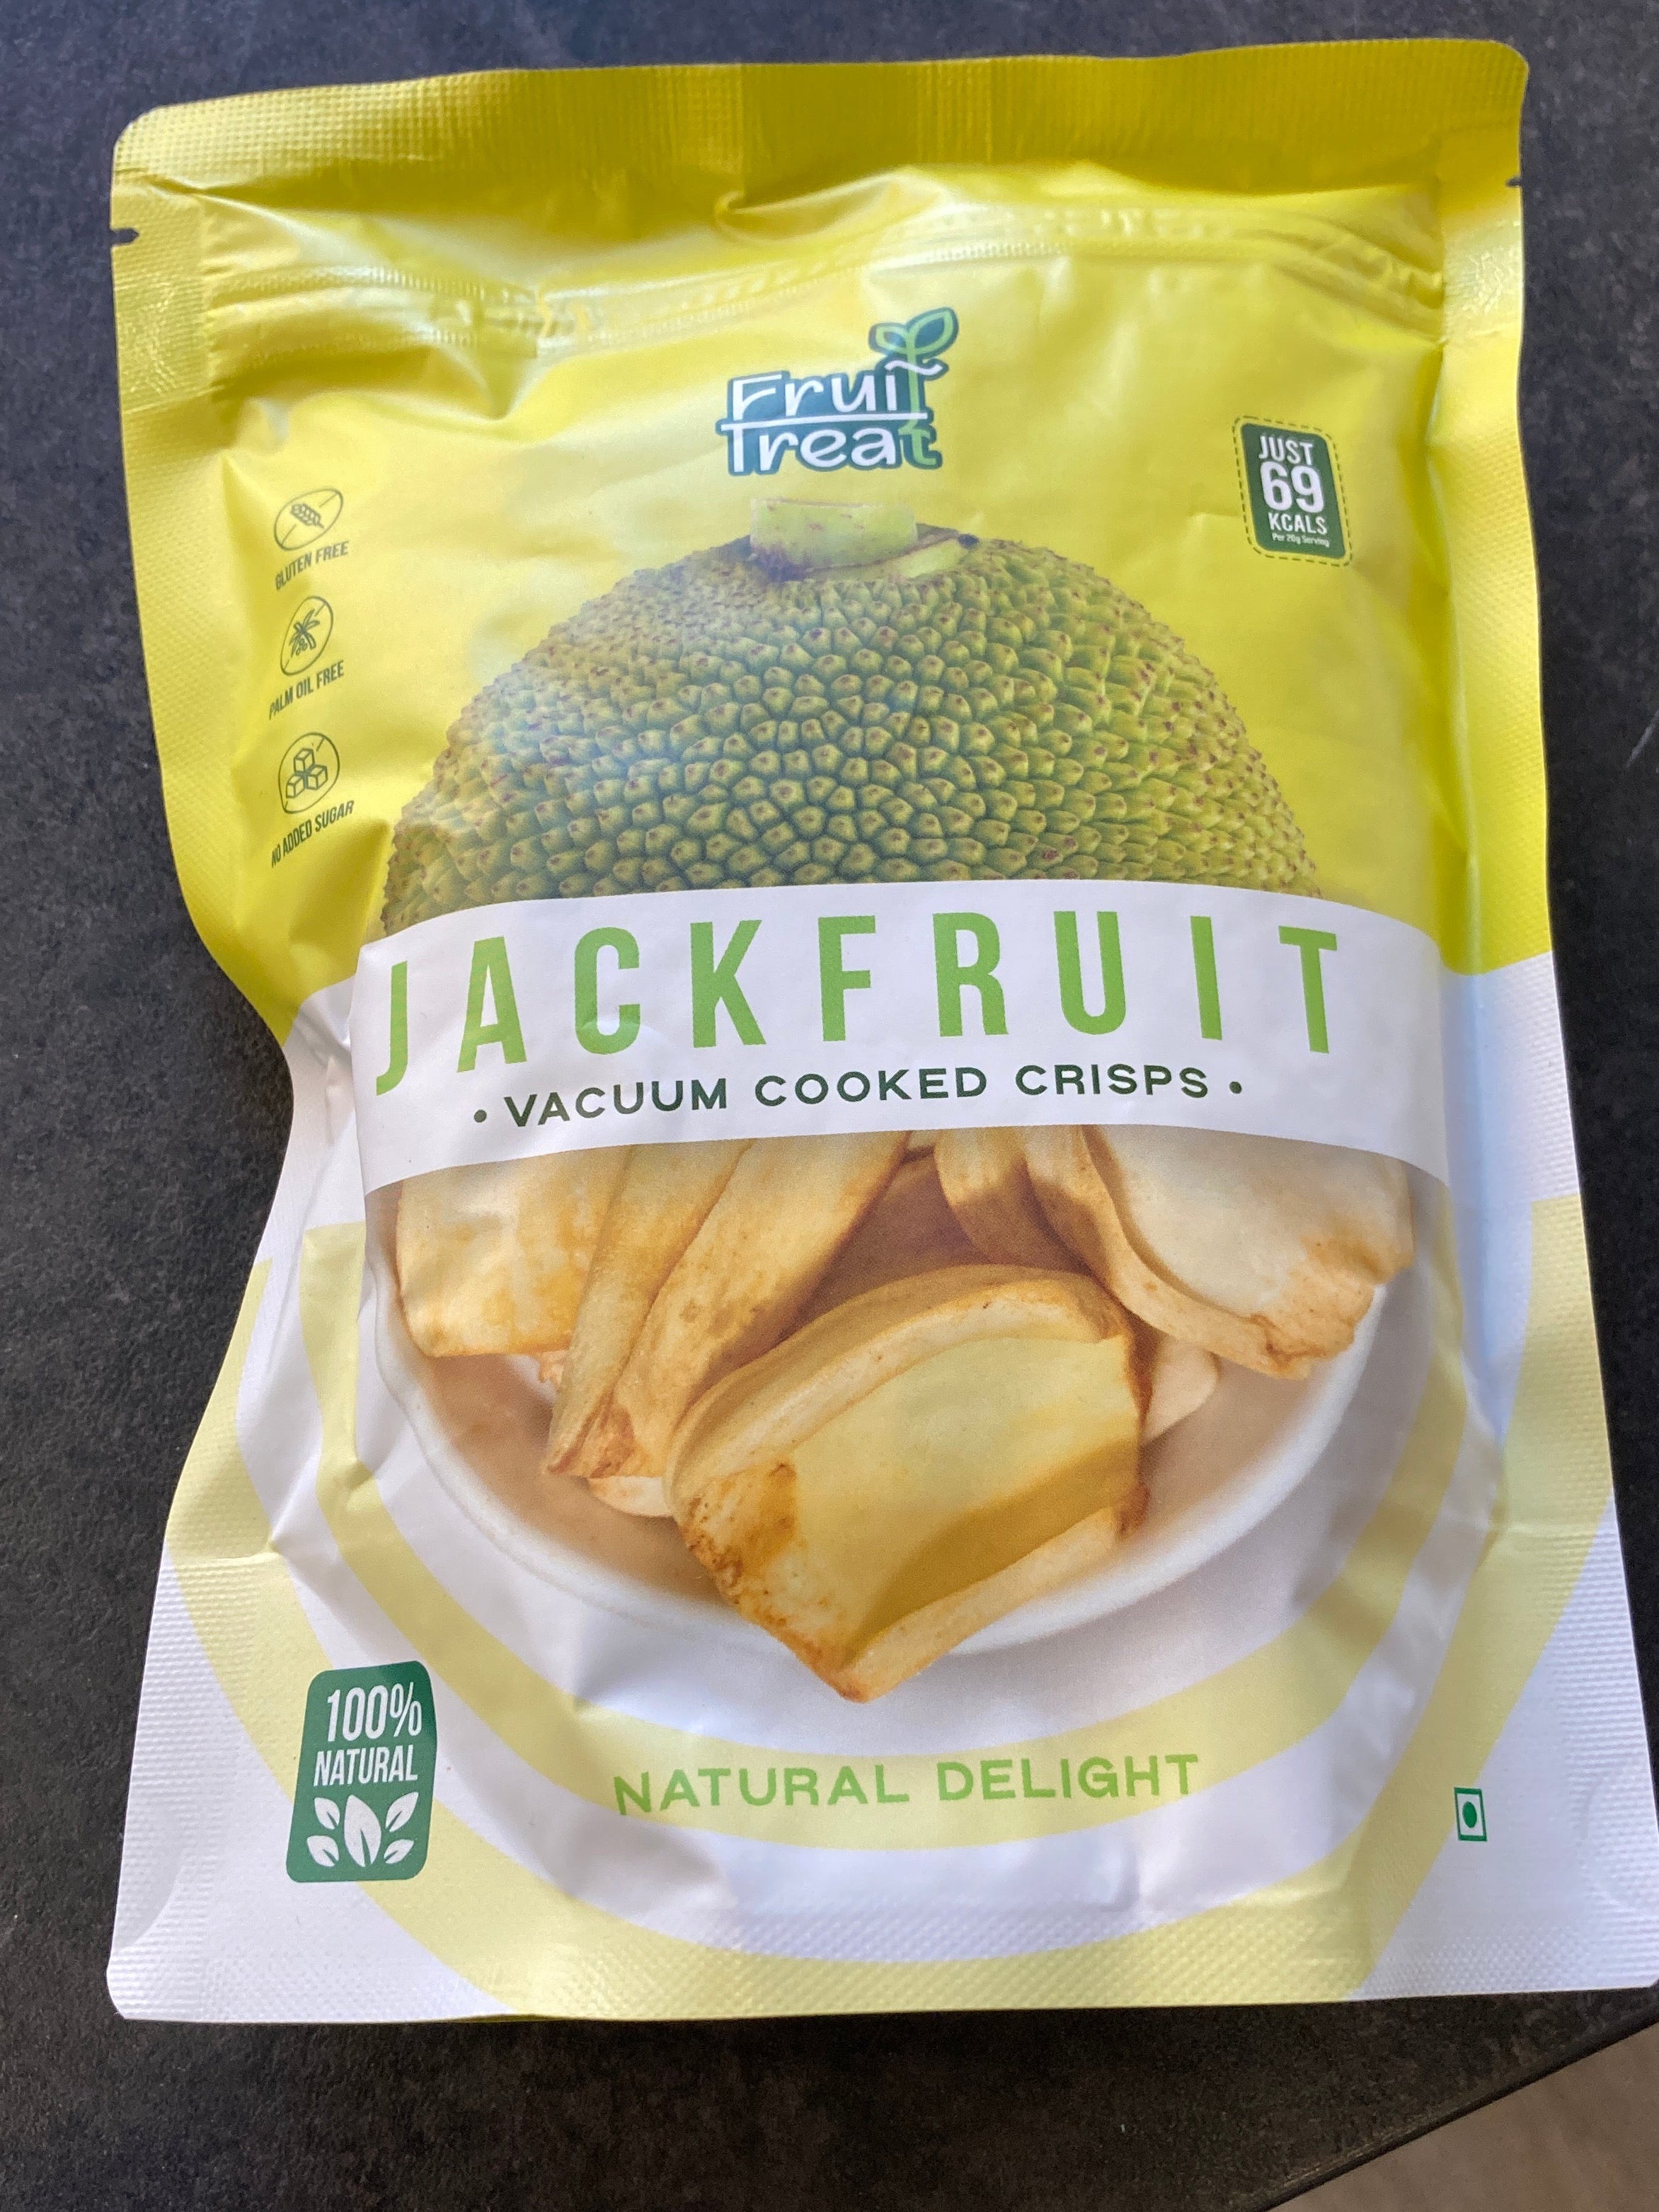 Fruit
Treat
JUST
69
KCALS
Per 20g Serving
GLUTEN FREE
PALM OIL FREE
NO ADDED SUGAR
JACKFRUIT
• VACUUM COOKED CRISPS •
100%
NATURAL
NATURAL DELIGHT